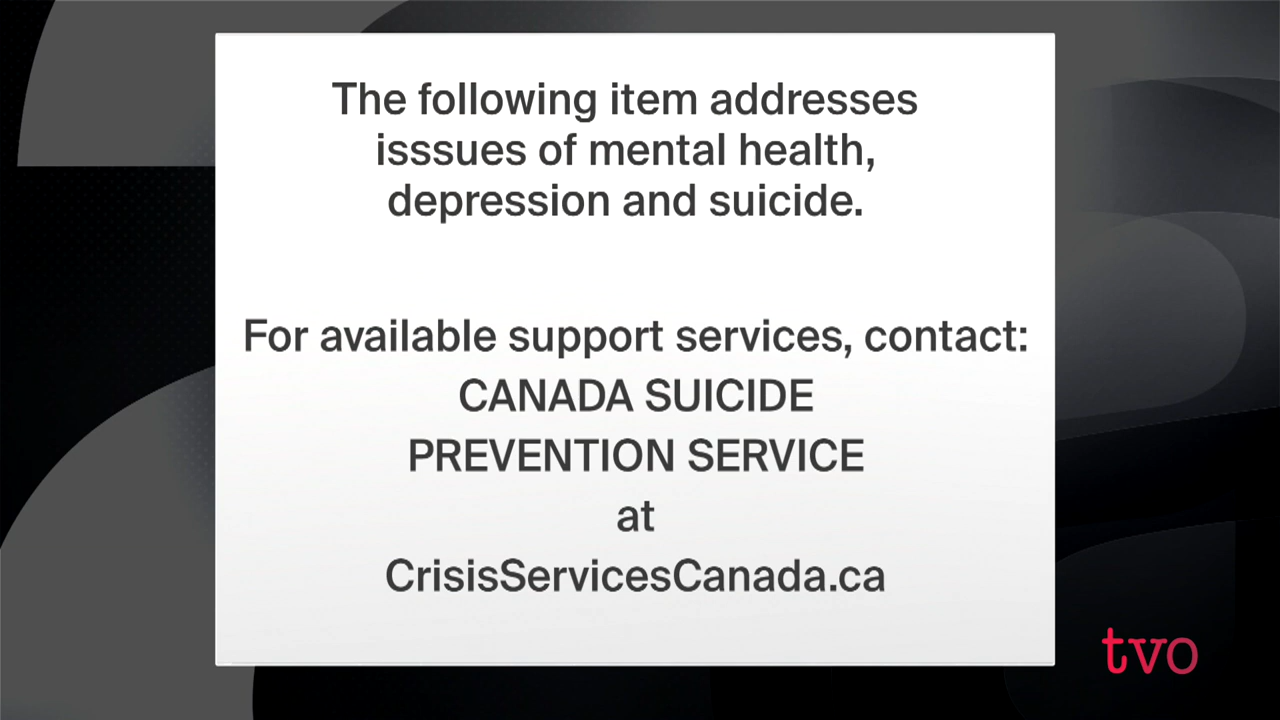 The following item addresses
isssues of mental health,
depression and suicide.
For available support services, contact:
CANADA SUICIDE
PREVENTION SERVICE
at
CrisisServicesCanada.ca
tvo